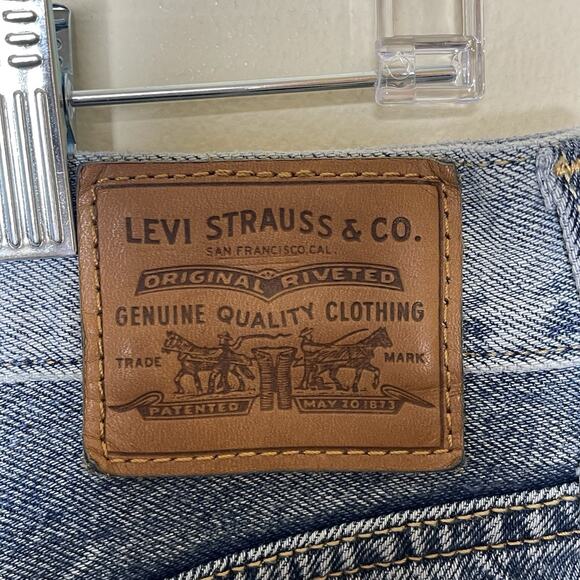 LEVI STRAUSS & CO.
SAN FRANCISCO, CAL.
ORIGINAL RIVETED
GENUINE QUALITY CLOTHING
TRADE MARK
PATENTED MAY 20 1873